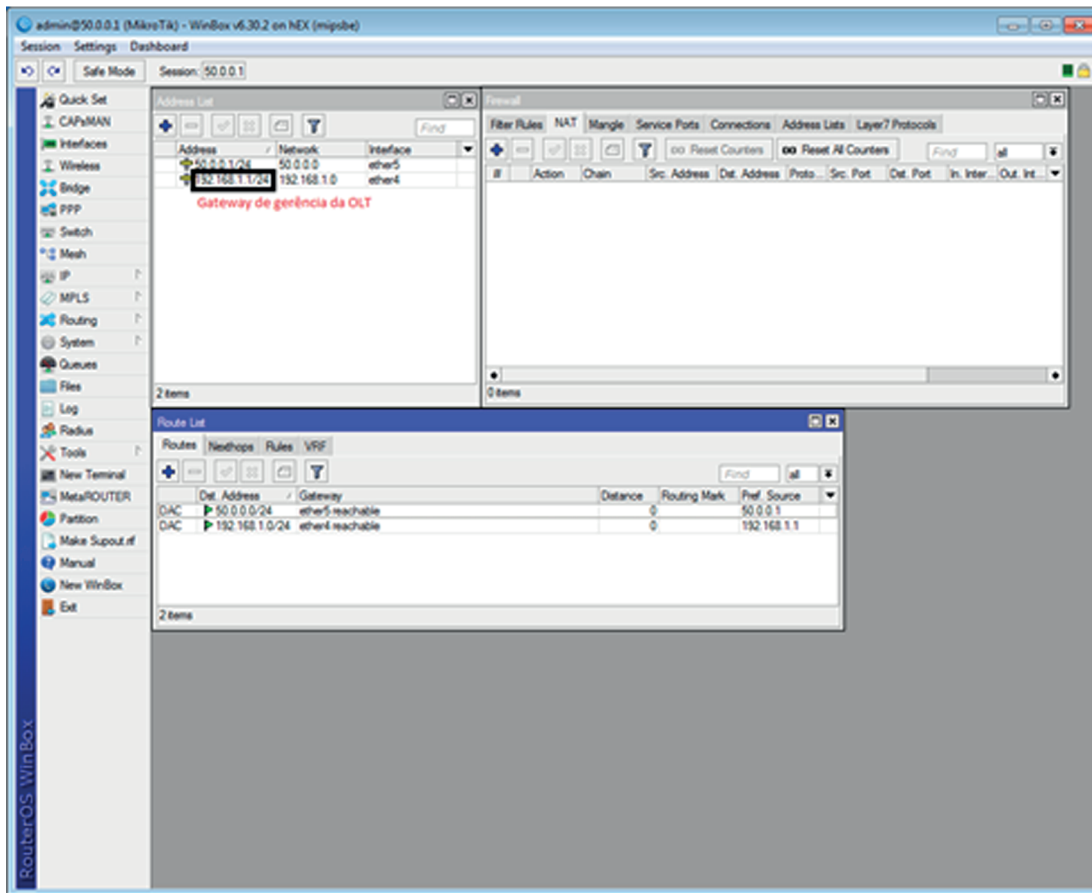 admin@50.0.0.1 (MikroTik) - WinBox v6.30.2 on hEX (mipsbe)
Session Settings Dashboard
Safe Mode Session: 50.0.0.1
Quick Set
CAPsMAN
Interfaces
Wireless
Bridge
PPP
Switch
Mesh
IP
MPLS
Routing
System
Queues
Files
Log
Radius
Tools
New Terminal
MetaROUTER
Partition
Make Supout.rif
Manual
New WinBox
Exit
RouterOS WinBox
Address List
Find
Address Network Interface
50.0.0.1/24 50.0.0.0 ether5
192.168.1.1/24 192.168.1.0 ether4
Gateway de gerência da OLT
2 items
Firewall
Filter Rules NAT Mangle Service Ports Connections Address Lists Layer7 Protocols
00 Reset Counters 00 Reset All Counters Find all
# Action Chain Src. Address Dst. Address Proto... Src. Port Dst. Port In. Inter... Out. Int...
0 items
Route List
Routes Nexthops Rules VRF
Find all
Dst. Address Gateway Distance Routing Mark Pref. Source
DAC 50.0.0.0/24 ether5 reachable 0 50.0.0.1
DAC 192.168.1.0/24 ether4 reachable 0 192.168.1.1
2 items